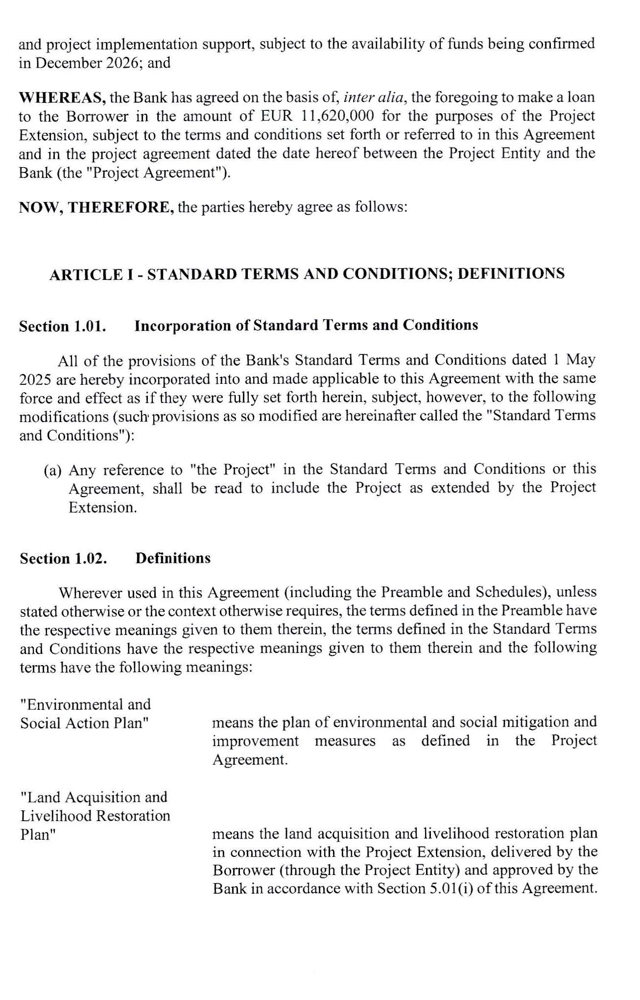 and project implementation support, subject to the availability of funds being confirmed
in December 2026; and
WHEREAS, the Bank has agreed on the basis of, inter alia, the foregoing to make a loan
to the Borrower in the amount of EUR 11,620,000 for the purposes of the Project
Extension, subject to the terms and conditions set forth or referred to in this Agreement
and in the project agreement dated the date hereof between the Project Entity and the
Bank (the "Project Agreement").
NOW, THEREFORE, the parties hereby agree as follows:
ARTICLE I - STANDARD TERMS AND CONDITIONS; DEFINITIONS
Section 1.01. Incorporation of Standard Terms and Conditions
All of the provisions of the Bank's Standard Terms and Conditions dated 1 May
2025 are hereby incorporated into and made applicable to this Agreement with the same
force and effect as if they were fully set forth herein, subject, however, to the following
modifications (such provisions as so modified are hereinafter called the "Standard Terms
and Conditions"):
(a) Any reference to "the Project" in the Standard Terms and Conditions or this
Agreement, shall be read to include the Project as extended by the Project
Extension.
Section 1.02. Definitions
Wherever used in this Agreement (including the Preamble and Schedules), unless
stated otherwise or the context otherwise requires, the terms defined in the Preamble have
the respective meanings given to them therein, the terms defined in the Standard Terms
and Conditions have the respective meanings given to them therein and the following
terms have the following meanings:
"Environmental and
Social Action Plan" means the plan of environmental and social mitigation and
improvement measures as defined in the Project
Agreement.
"Land Acquisition and
Livelihood Restoration
Plan" means the land acquisition and livelihood restoration plan
in connection with the Project Extension, delivered by the
Borrower (through the Project Entity) and approved by the
Bank in accordance with Section 5.01(i) of this Agreement.